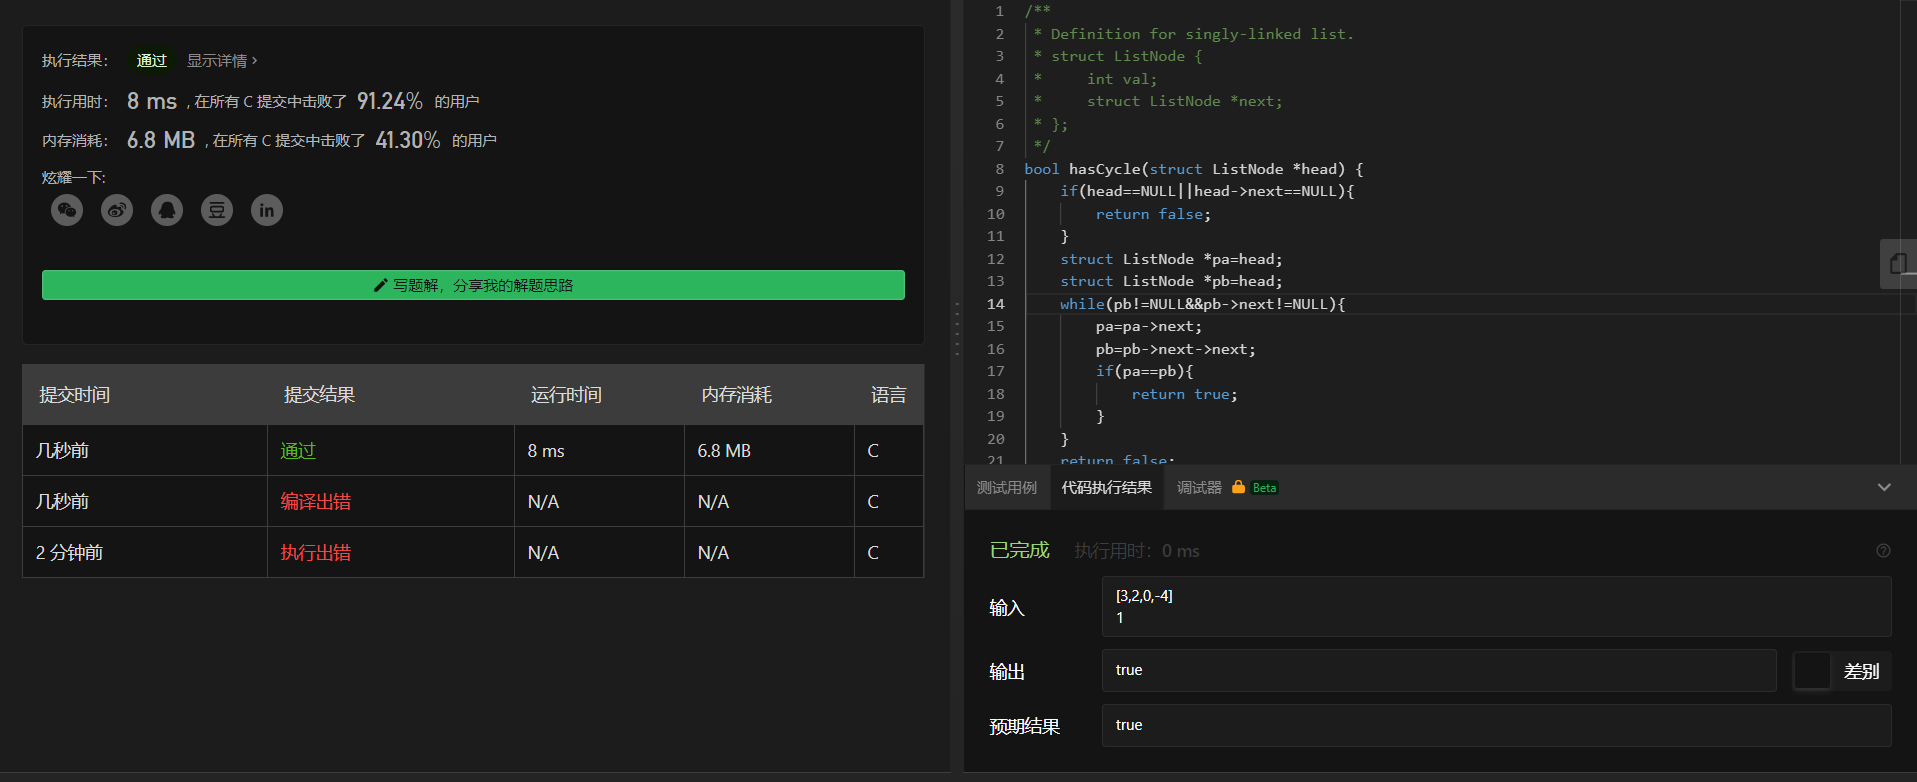 执行结果： 通过 显示详情 ›
执行用时： 8 ms , 在所有 C 提交中击败了 91.24% 的用户
内存消耗： 6.8 MB , 在所有 C 提交中击败了 41.30% 的用户
炫耀一下:
豆
in
写题解，分享我的解题思路
提交时间 提交结果 运行时间 内存消耗 语言
几秒前 通过 8 ms 6.8 MB C
几秒前 编译出错 N/A N/A C
2 分钟前 执行出错 N/A N/A C
1 /**
2  * Definition for singly-linked list.
3  * struct ListNode {
4  *     int val;
5  *     struct ListNode *next;
6  * };
7  */
8 bool hasCycle(struct ListNode *head) {
9     if(head==NULL||head->next==NULL){
10         return false;
11     }
12     struct ListNode *pa=head;
13     struct ListNode *pb=head;
14     while(pb!=NULL&&pb->next!=NULL){
15         pa=pa->next;
16         pb=pb->next->next;
17         if(pa==pb){
18             return true;
19         }
20     }
21     return false;
测试用例 代码执行结果 调试器 Beta
已完成 执行用时：0 ms
输入
[3,2,0,-4]
1
输出 true 差别
预期结果 true